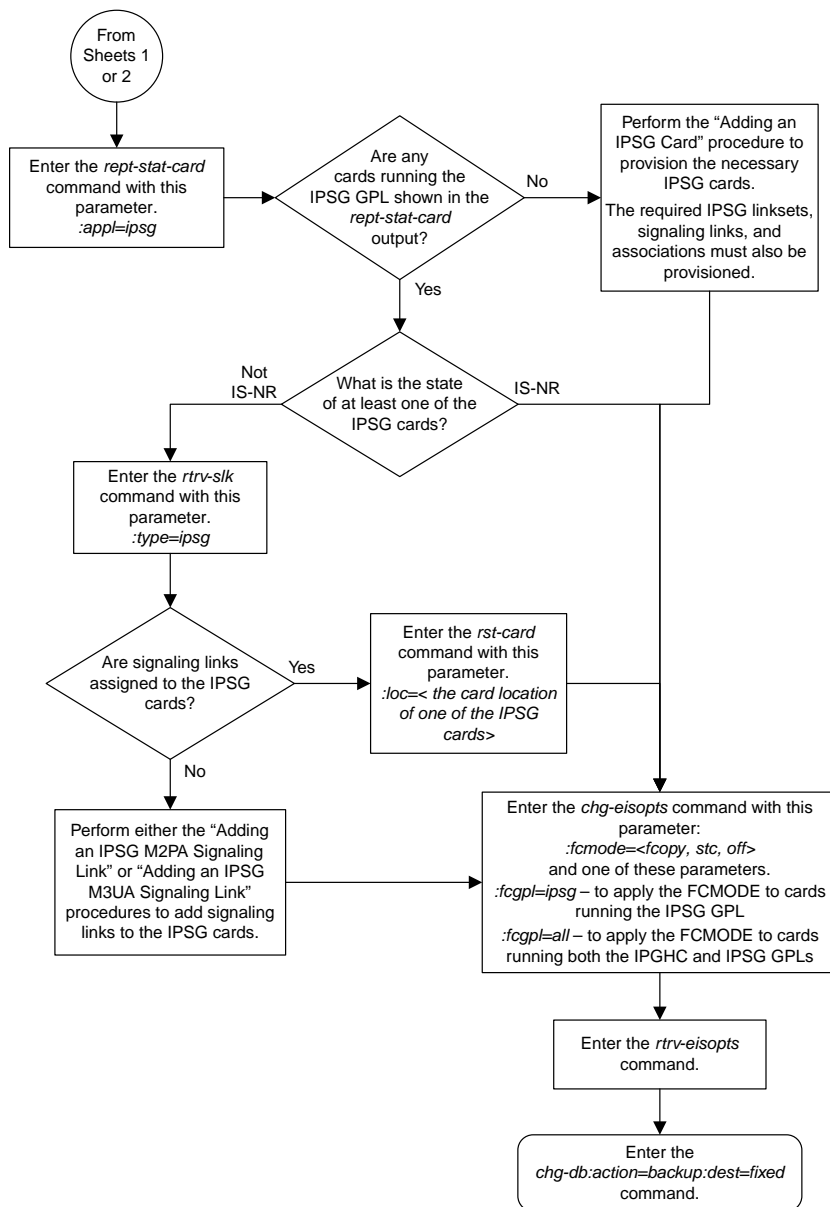 From
Sheets 1
or 2
Enter the rept-stat-card
command with this
parameter.
:appl=ipsg
Are any
cards running the
IPSG GPL shown in the
rept-stat-card
output?
No
Yes
Perform the “Adding an
IPSG Card” procedure to
provision the necessary
IPSG cards.
The required IPSG linksets,
signaling links, and
associations must also be
provisioned.
What is the state
of at least one of the
IPSG cards?
Not
IS-NR
IS-NR
Enter the rtrv-slk
command with this
parameter.
:type=ipsg
Are signaling links
assigned to the IPSG
cards?
Yes
No
Enter the rst-card
command with this
parameter.
:loc=< the card location
of one of the IPSG
cards>
Perform either the “Adding
an IPSG M2PA Signaling
Link” or “Adding an IPSG
M3UA Signaling Link”
procedures to add signaling
links to the IPSG cards.
Enter the chg-eisopts command with this
parameter:
:fcmode=<fcopy, stc, off>
and one of these parameters.
:fcgpl=ipsg – to apply the FCMODE to cards
running the IPSG GPL
:fcgpl=all – to apply the FCMODE to cards
running both the IPGHC and IPSG GPLs
Enter the rtrv-eisopts
command.
Enter the
chg-db:action=backup:dest=fixed
command.